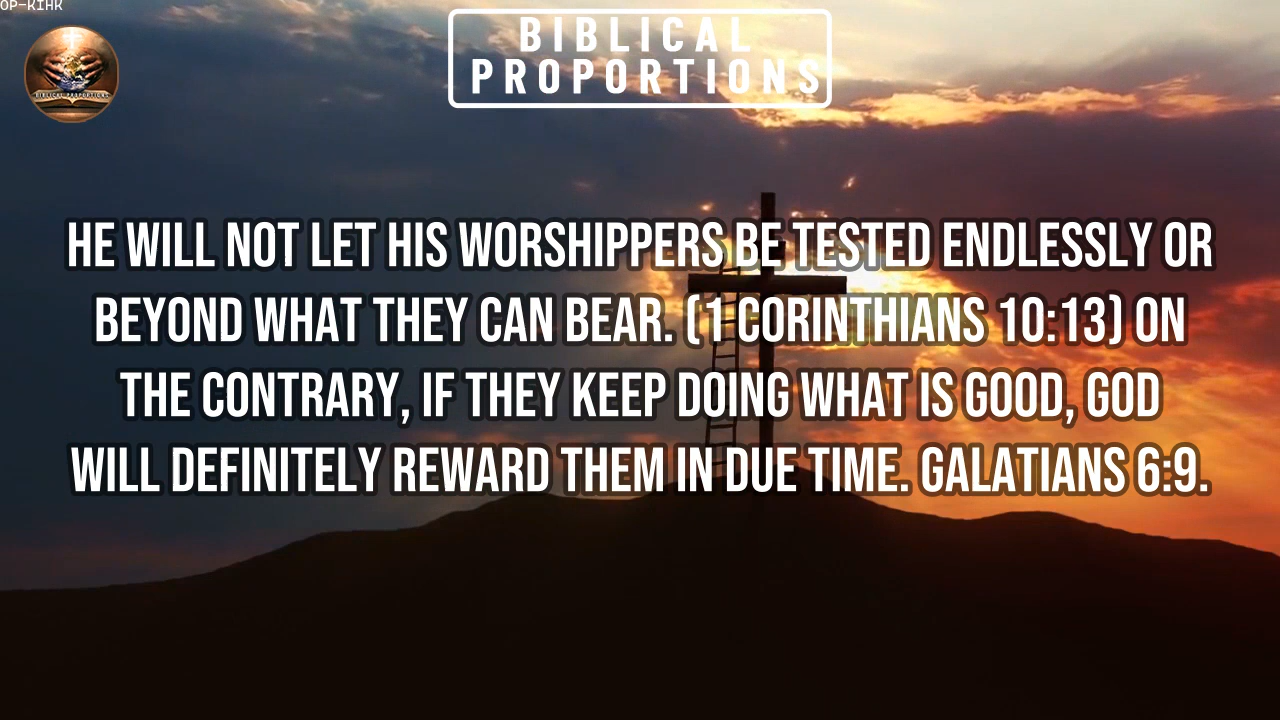 OP-KIHK
BIBLICAL
PROPORTIONS
BIBLICAL PROPORTIONS
HE WILL NOT LET HIS WORSHIPPERS BE TESTED ENDLESSLY OR
BEYOND WHAT THEY CAN BEAR. (1 CORINTHIANS 10:13) ON
THE CONTRARY, IF THEY KEEP DOING WHAT IS GOOD, GOD
WILL DEFINITELY REWARD THEM IN DUE TIME. GALATIANS 6:9.